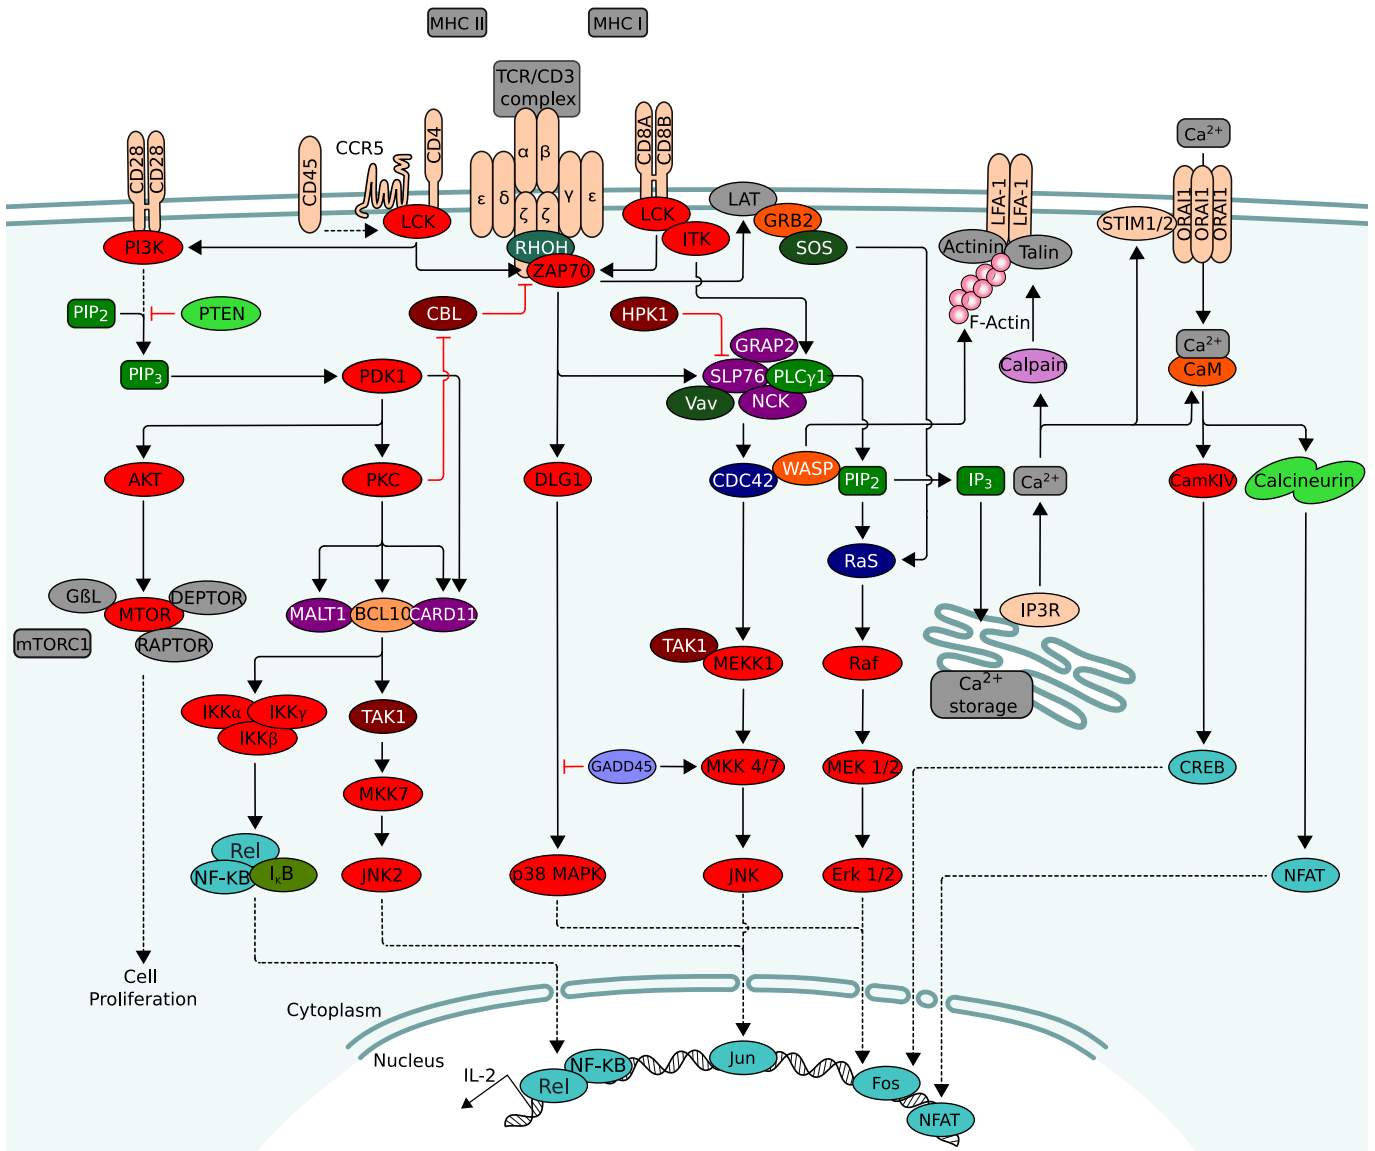 MHC II
MHC I
TCR/CD3
complex
CD28
CD28
CD45
CCR5
CD4
α
β
ε
δ
γ
ε
ζ
ζ
CD8A
CD8B
LFA-1
LFA-1
Ca2+
ORAI1
ORAI1
ORAI1
STIM1/2
LCK
LCK
ITK
LAT
GRB2
SOS
PI3K
RHOH
ZAP70
Actinin
Talin
F-Actin
PIP2
PTEN
CBL
HPK1
GRAP2
SLP76
PLCγ1
Vav
NCK
Calpain
Ca2+
CaM
PIP3
PDK1
AKT
PKC
DLG1
CDC42
WASP
PIP2
IP3
Ca2+
CamKIV
Calcineurin
RaS
GßL
DEPTOR
MTOR
mTORC1
RAPTOR
MALT1
BCL10
CARD11
IP3R
TAK1
MEKK1
Raf
Ca2+
storage
IKKα
IKKγ
IKKβ
TAK1
GADD45
MKK 4/7
MEK 1/2
CREB
MKK7
Rel
NF-KB
IκB
JNK2
p38 MAPK
JNK
Erk 1/2
NFAT
Cell
Proliferation
Cytoplasm
Nucleus
IL-2
Rel
NF-KB
Jun
Fos
NFAT